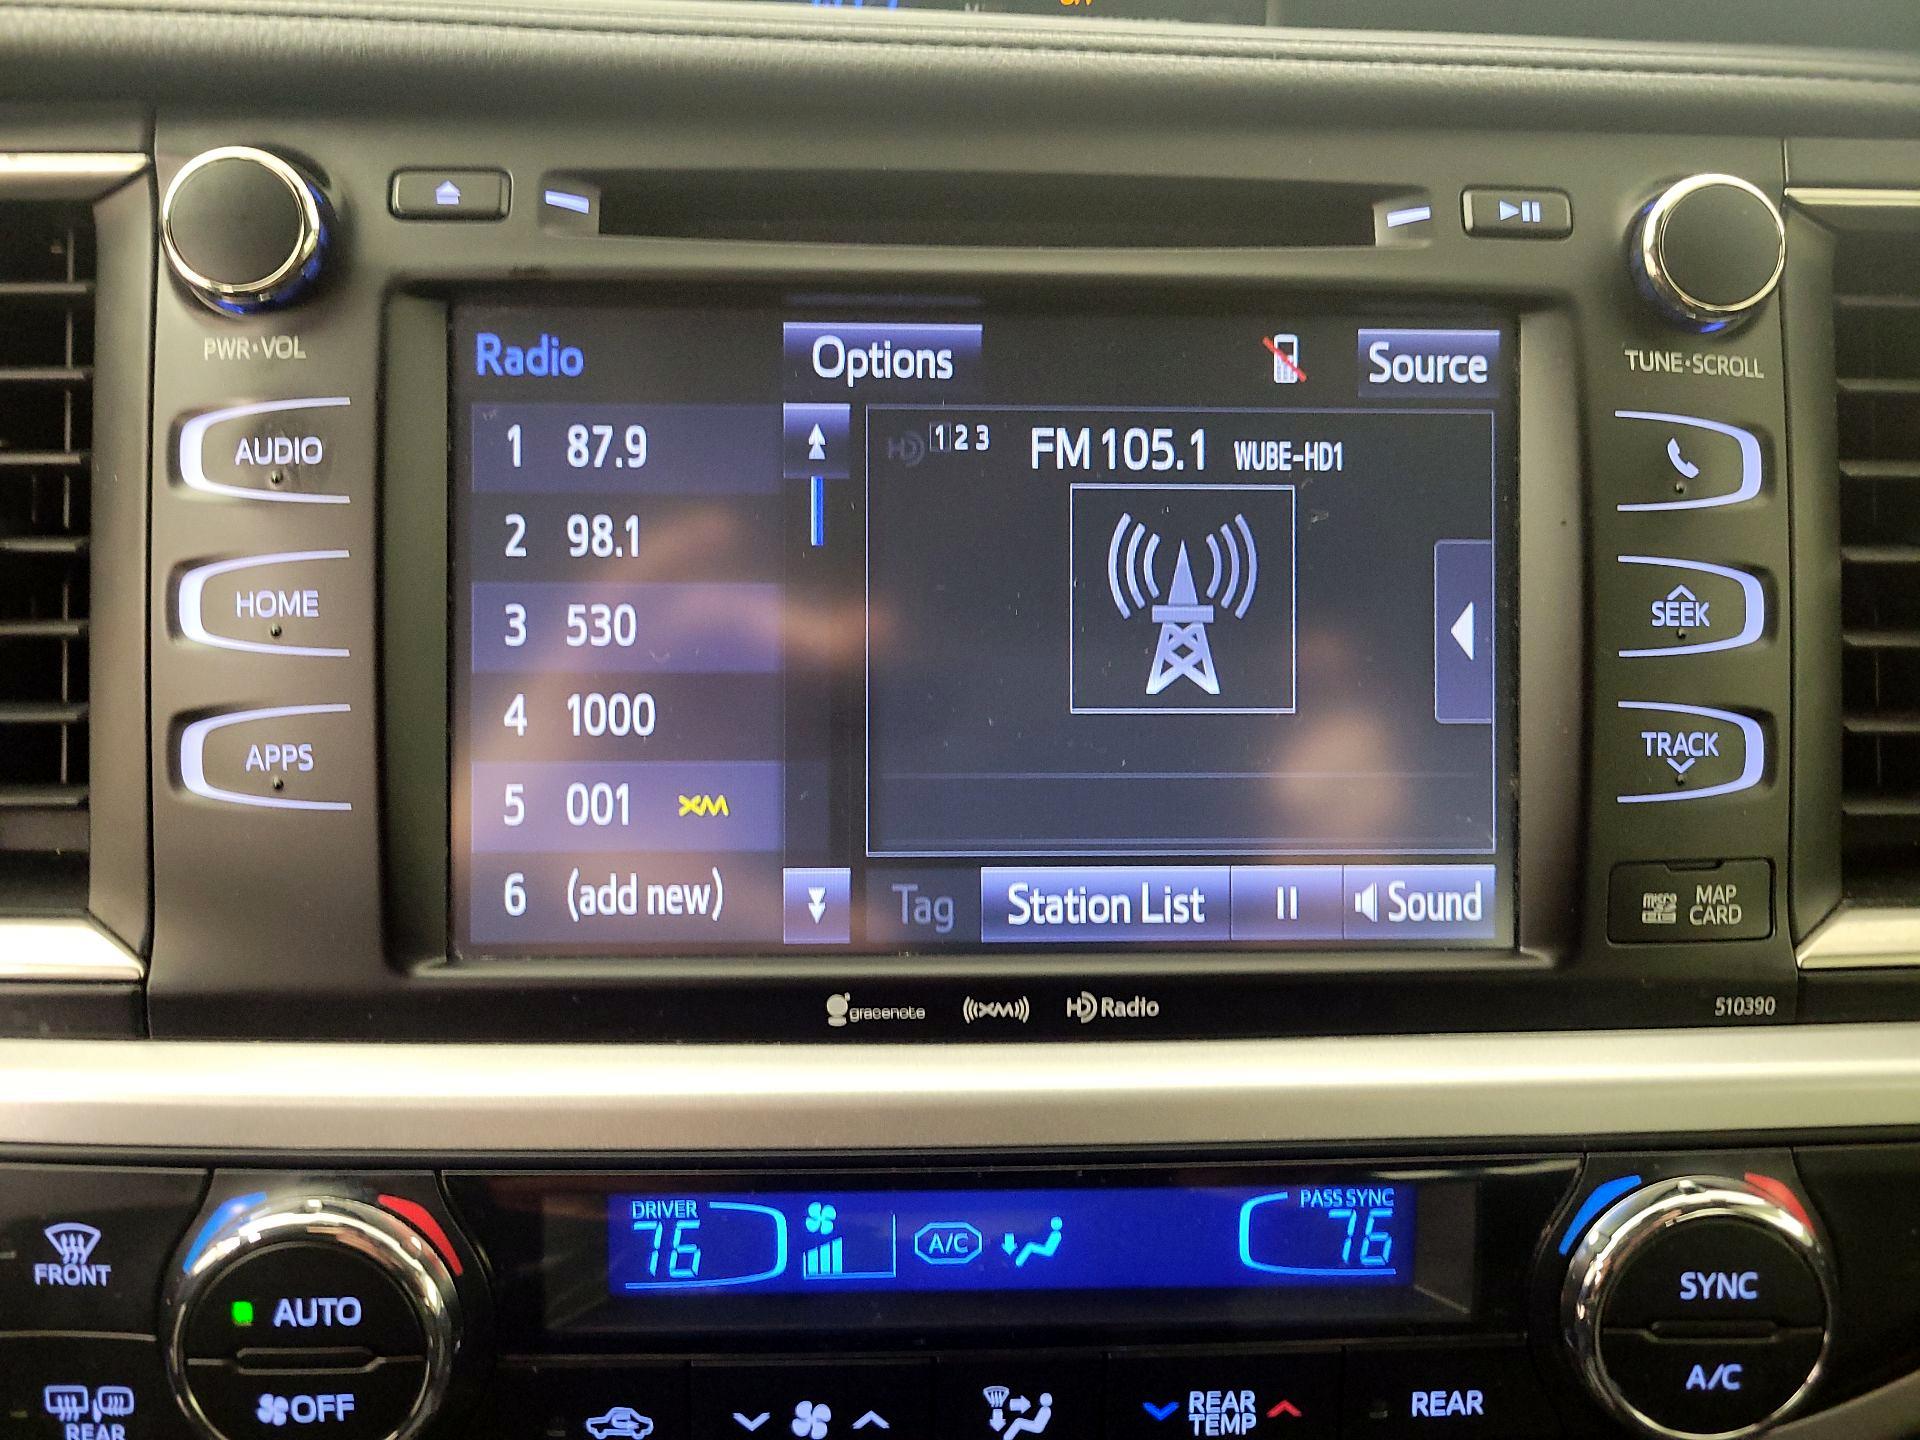 PWR·VOL
AUDIO
HOME
APPS
Radio
Options
Source
1 87.9
2 98.1
3 530
4 1000
5 001 XM
6 (add new)
HD 1 2 3 FM 105.1 WUBE-HD1
Tag
Station List
Sound
TUNE·SCROLL
SEEK
TRACK
micro
MAP
CARD
gracenote
((XM))
HD Radio
510390
FRONT
AUTO
OFF
REAR
DRIVER
76
A/C
PASS SYNC
76
REAR
TEMP
REAR
SYNC
A/C